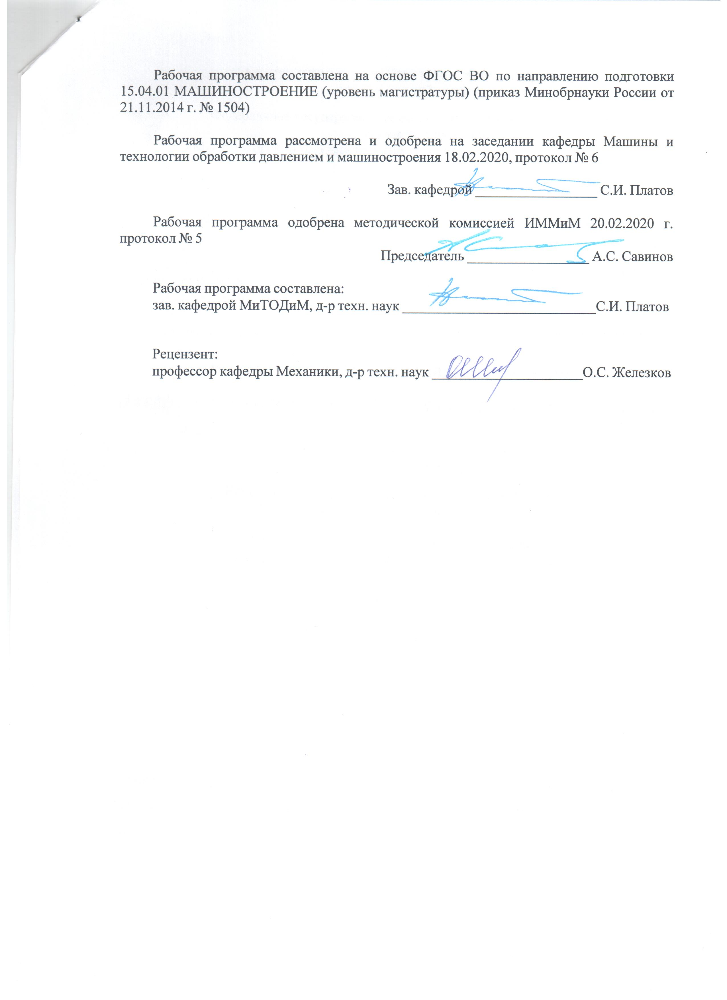 Рабочая программа составлена на основе ФГОС ВО по направлению подготовки
15.04.01 МАШИНОСТРОЕНИЕ (уровень магистратуры) (приказ Минобрнауки России от
21.11.2014 г. № 1504)
Рабочая программа рассмотрена и одобрена на заседании кафедры Машины и
технологии обработки давлением и машиностроения 18.02.2020, протокол № 6
Зав. кафедрой С.И. Платов
Рабочая программа одобрена методической комиссией ИММиМ 20.02.2020 г.
протокол № 5
Председатель А.С. Савинов
Рабочая программа составлена:
зав. кафедрой МиТОДиМ, д-р техн. наук С.И. Платов
Рецензент:
профессор кафедры Механики, д-р техн. наук О.С. Железков